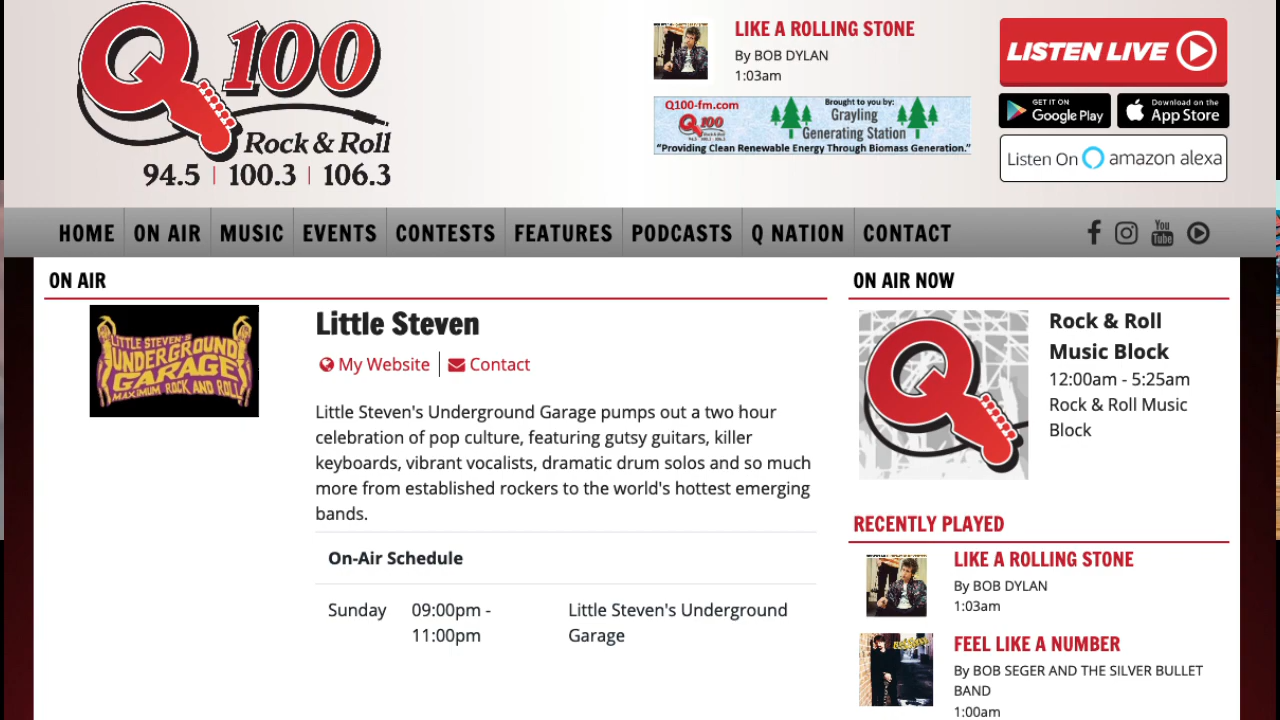 Q100
Rock & Roll
94.5 | 100.3 | 106.3
LIKE A ROLLING STONE
By BOB DYLAN
1:03am
Q100-fm.com
Q 100
Brought to you by:
Grayling
Generating Station
"Providing Clean Renewable Energy Through Biomass Generation."
LISTEN LIVE
GET IT ON
Google Play
Download on the
App Store
Listen On amazon alexa
HOME ON AIR MUSIC EVENTS CONTESTS FEATURES PODCASTS Q NATION CONTACT
You
Tube
ON AIR
LITTLE STEVEN'S
UNDERGROUND
GARAGE
MAXIMUM ROCK AND ROLL
Little Steven
My Website | Contact
Little Steven's Underground Garage pumps out a two hour
celebration of pop culture, featuring gutsy guitars, killer
keyboards, vibrant vocalists, dramatic drum solos and so much
more from established rockers to the world's hottest emerging
bands.
On-Air Schedule
Sunday 09:00pm - Little Steven's Underground
11:00pm Garage
ON AIR NOW
Q
Rock & Roll
Music Block
12:00am - 5:25am
Rock & Roll Music
Block
RECENTLY PLAYED
LIKE A ROLLING STONE
By BOB DYLAN
1:03am
FEEL LIKE A NUMBER
By BOB SEGER AND THE SILVER BULLET
BAND
1:00am